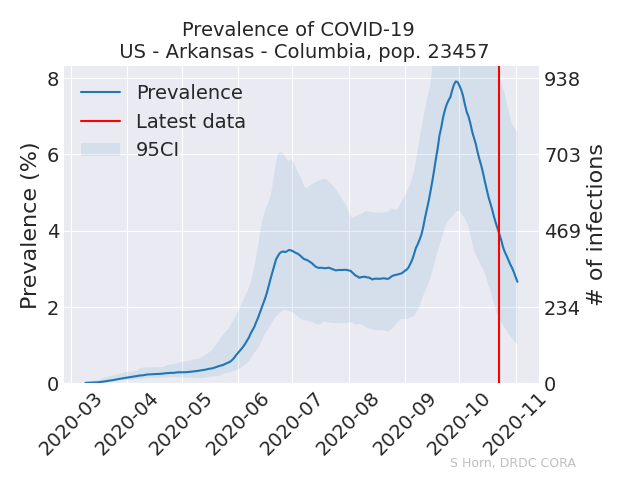 Prevalence of COVID-19
US - Arkansas - Columbia, pop. 23457
Prevalence
Latest data
95CI
Prevalence (%)
8
6
4
2
0
938
703
469
234
0
# of infections
2020-03
2020-04
2020-05
2020-06
2020-07
2020-08
2020-09
2020-10
2020-11
S Horn, DRDC CORA